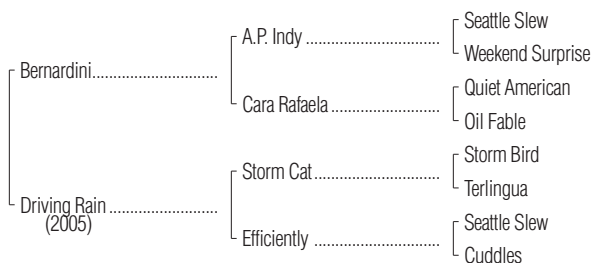 Seattle Slew
A.P. Indy
Weekend Surprise
Bernardini
Quiet American
Cara Rafaela
Oil Fable
Storm Bird
Storm Cat
Terlingua
Driving Rain
(2005)
Seattle Slew
Efficiently
Cuddles